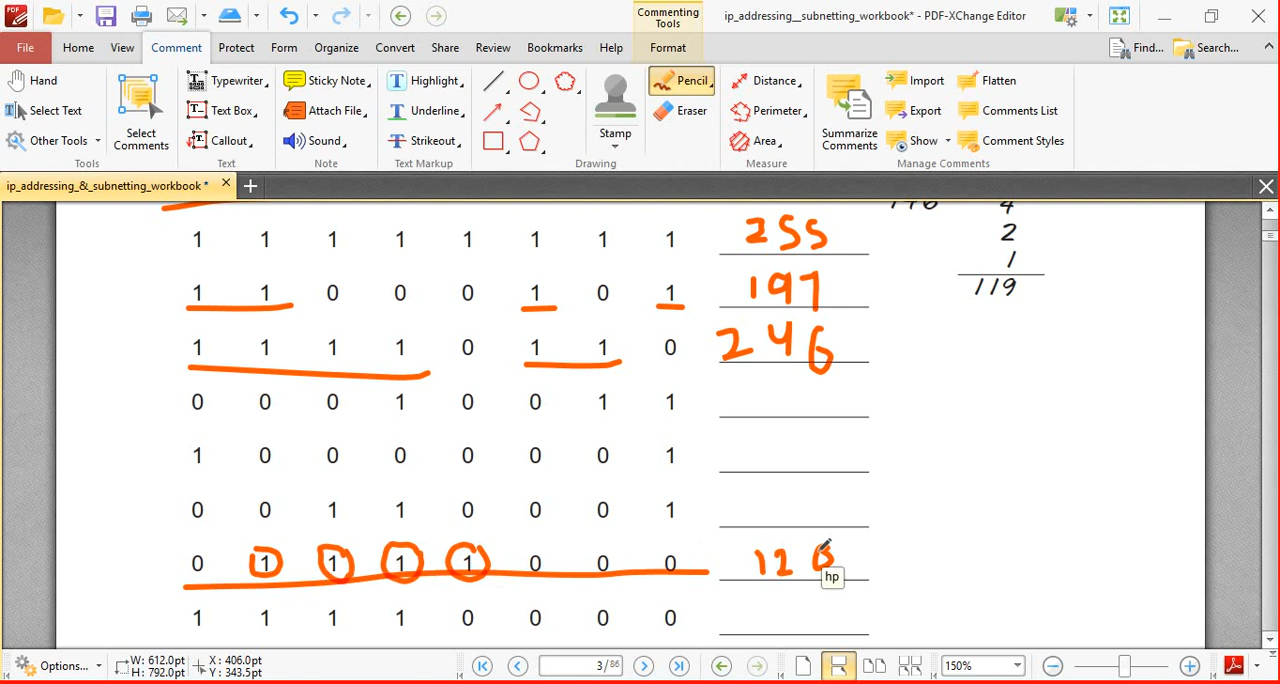 Commenting Tools
ip_addressing__subnetting_workbook* - PDF-XChange Editor
File Home View Comment Protect Form Organize Convert Share Review Bookmarks Help Format Find... Search...
Hand
Select Text
Other Tools
Tools
Select Comments
Typewriter
Text Box
Callout
Text
Sticky Note
Attach File
Sound
Note
Highlight
Underline
Strikeout
Text Markup
Pencil
Eraser
Stamp
Drawing
Distance
Perimeter
Area
Measure
Summarize Comments
Import
Export
Show
Flatten
Comments List
Comment Styles
Manage Comments
ip_addressing_&_subnetting_workbook *
1 1 1 1 1 1 1 1 255
2
1
119
1 1 0 0 0 1 0 1 197
1 1 1 1 0 1 1 0 246
0 0 0 1 0 0 1 1
1 0 0 0 0 0 0 1
0 0 1 1 0 0 0 1
0 1 1 1 1 0 0 0 12
hp
1 1 1 1 0 0 0 0
Options... W: 612.0pt H: 792.0pt X: 406.0pt Y: 343.5pt 3 / 86 150%